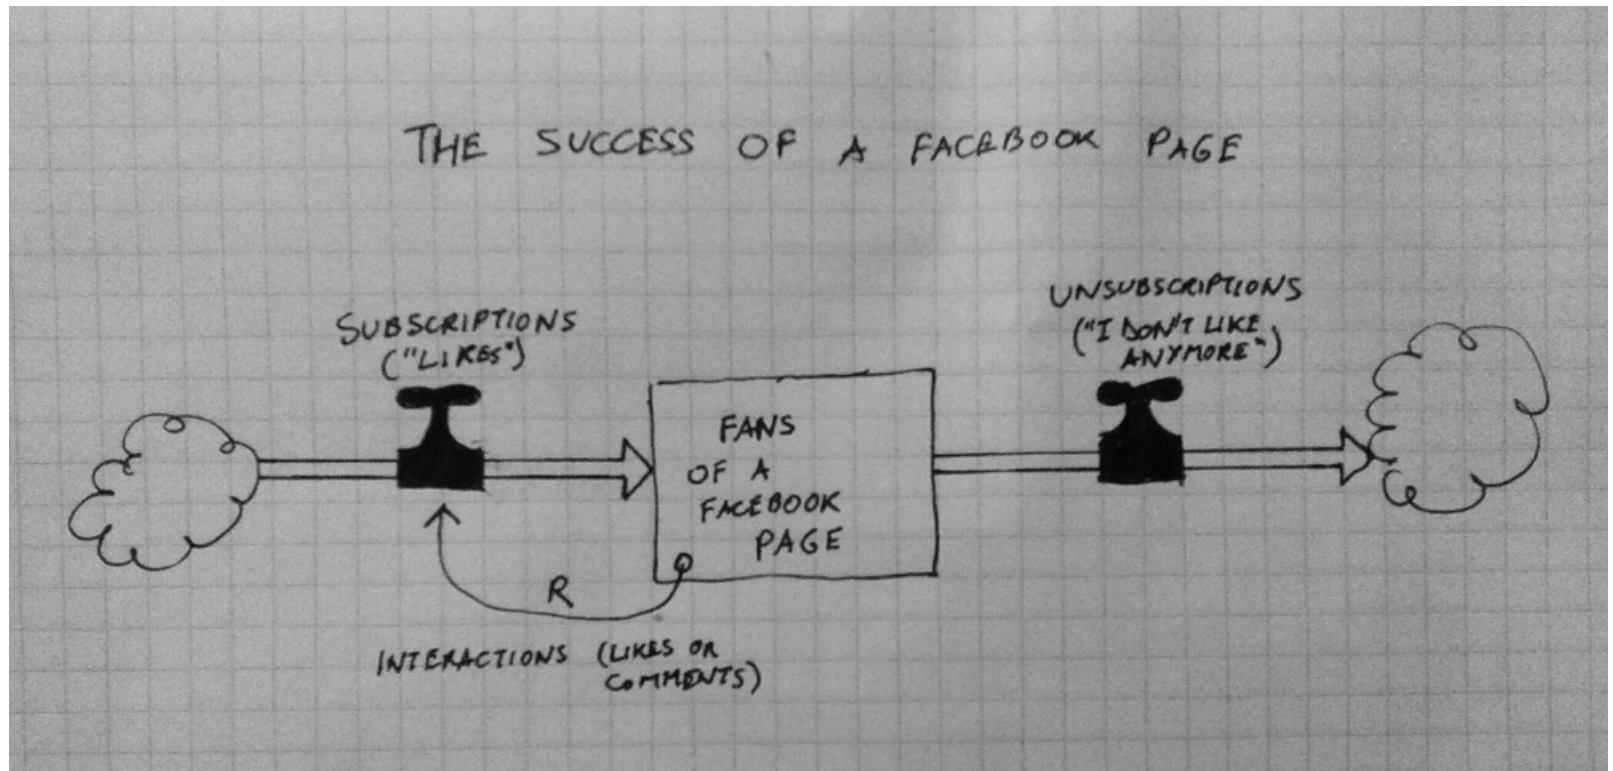 THE SUCCESS OF A FACEBOOK PAGE
SUBSCRIPTIONS
("LIKES")
UNSUBSCRIPTIONS
("I DON'T LIKE
ANYMORE")
FANS
OF A
FACEBOOK
PAGE
R
INTERACTIONS (LIKES OR
COMMENTS)